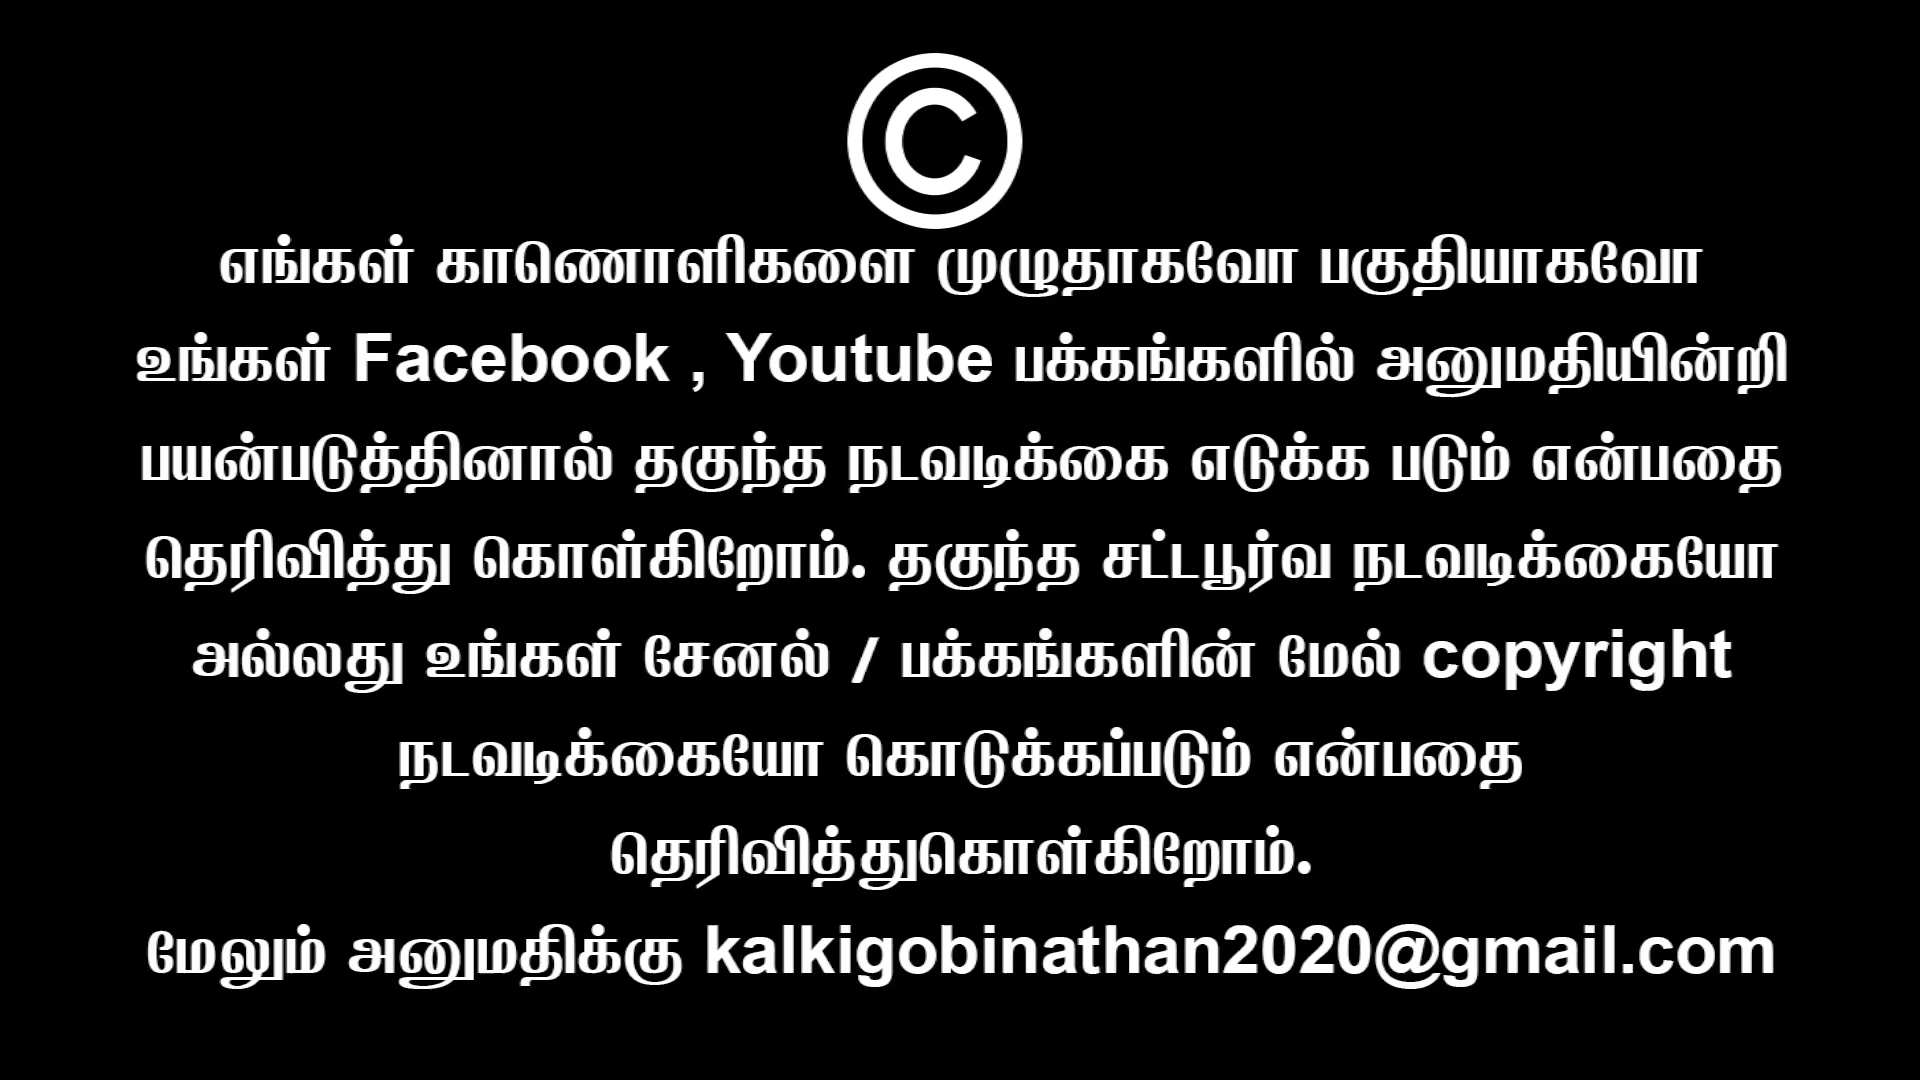 ©
எங்கள் காணொளிகளை முழுதாகவோ பகுதியாகவோ
உங்கள் Facebook , Youtube பக்கங்களில் அனுமதியின்றி
பயன்படுத்தினால் தகுந்த நடவடிக்கை எடுக்க படும் என்பதை
தெரிவித்து கொள்கிறோம். தகுந்த சட்டபூர்வ நடவடிக்கையோ
அல்லது உங்கள் சேனல் / பக்கங்களின் மேல் copyright
நடவடிக்கையோ கொடுக்கப்படும் என்பதை
தெரிவித்துகொள்கிறோம்.
மேலும் அனுமதிக்கு kalkigobinathan2020@gmail.com